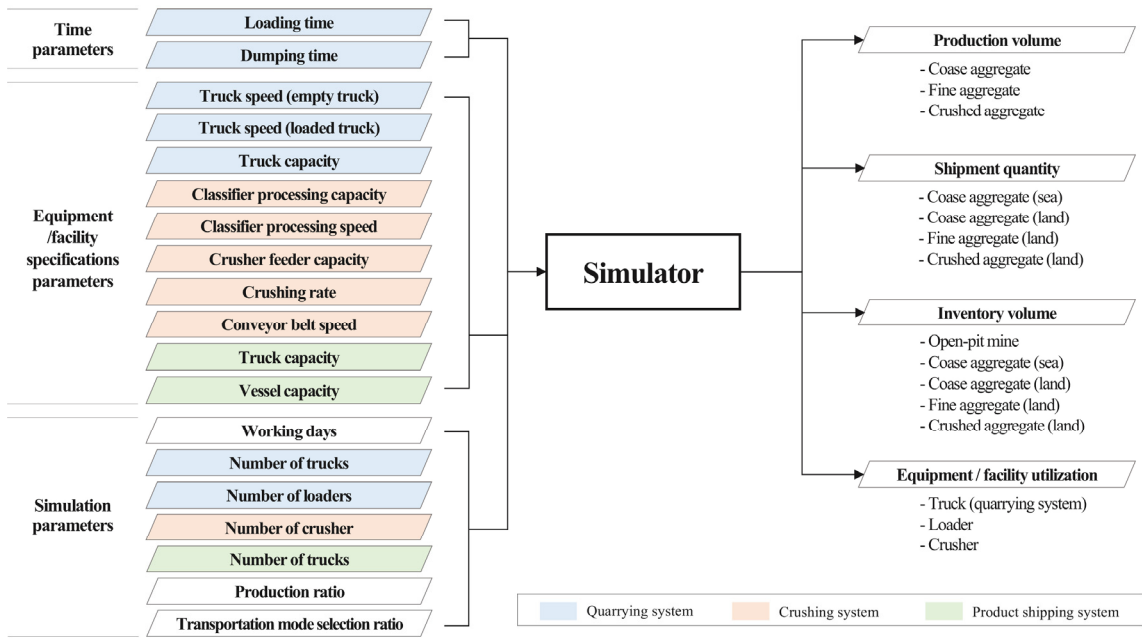 Time
parameters
Loading time
Dumping time
Equipment
/facility
specifications
parameters
Truck speed (empty truck)
Truck speed (loaded truck)
Truck capacity
Classifier processing capacity
Classifier processing speed
Crusher feeder capacity
Crushing rate
Conveyor belt speed
Truck capacity
Vessel capacity
Simulation
parameters
Working days
Number of trucks
Number of loaders
Number of crusher
Number of trucks
Production ratio
Transportation mode selection ratio
Simulator
Production volume
- Coase aggregate
- Fine aggregate
- Crushed aggregate
Shipment quantity
- Coase aggregate (sea)
- Coase aggregate (land)
- Fine aggregate (land)
- Crushed aggregate (land)
Inventory volume
- Open-pit mine
- Coase aggregate (sea)
- Coase aggregate (land)
- Fine aggregate (land)
- Crushed aggregate (land)
Equipment / facility utilization
- Truck (quarrying system)
- Loader
- Crusher
Quarrying system
Crushing system
Product shipping system